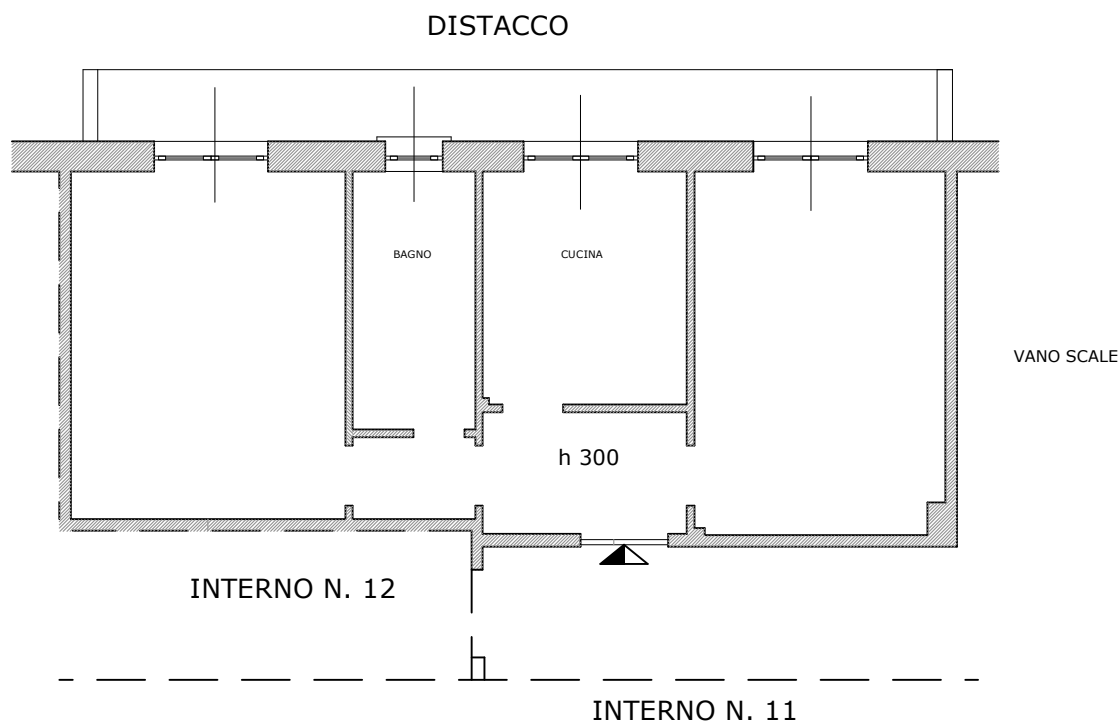 DISTACCO
BAGNO
CUCINA
VANO SCALE
h 300
INTERNO N. 12
INTERNO N. 11